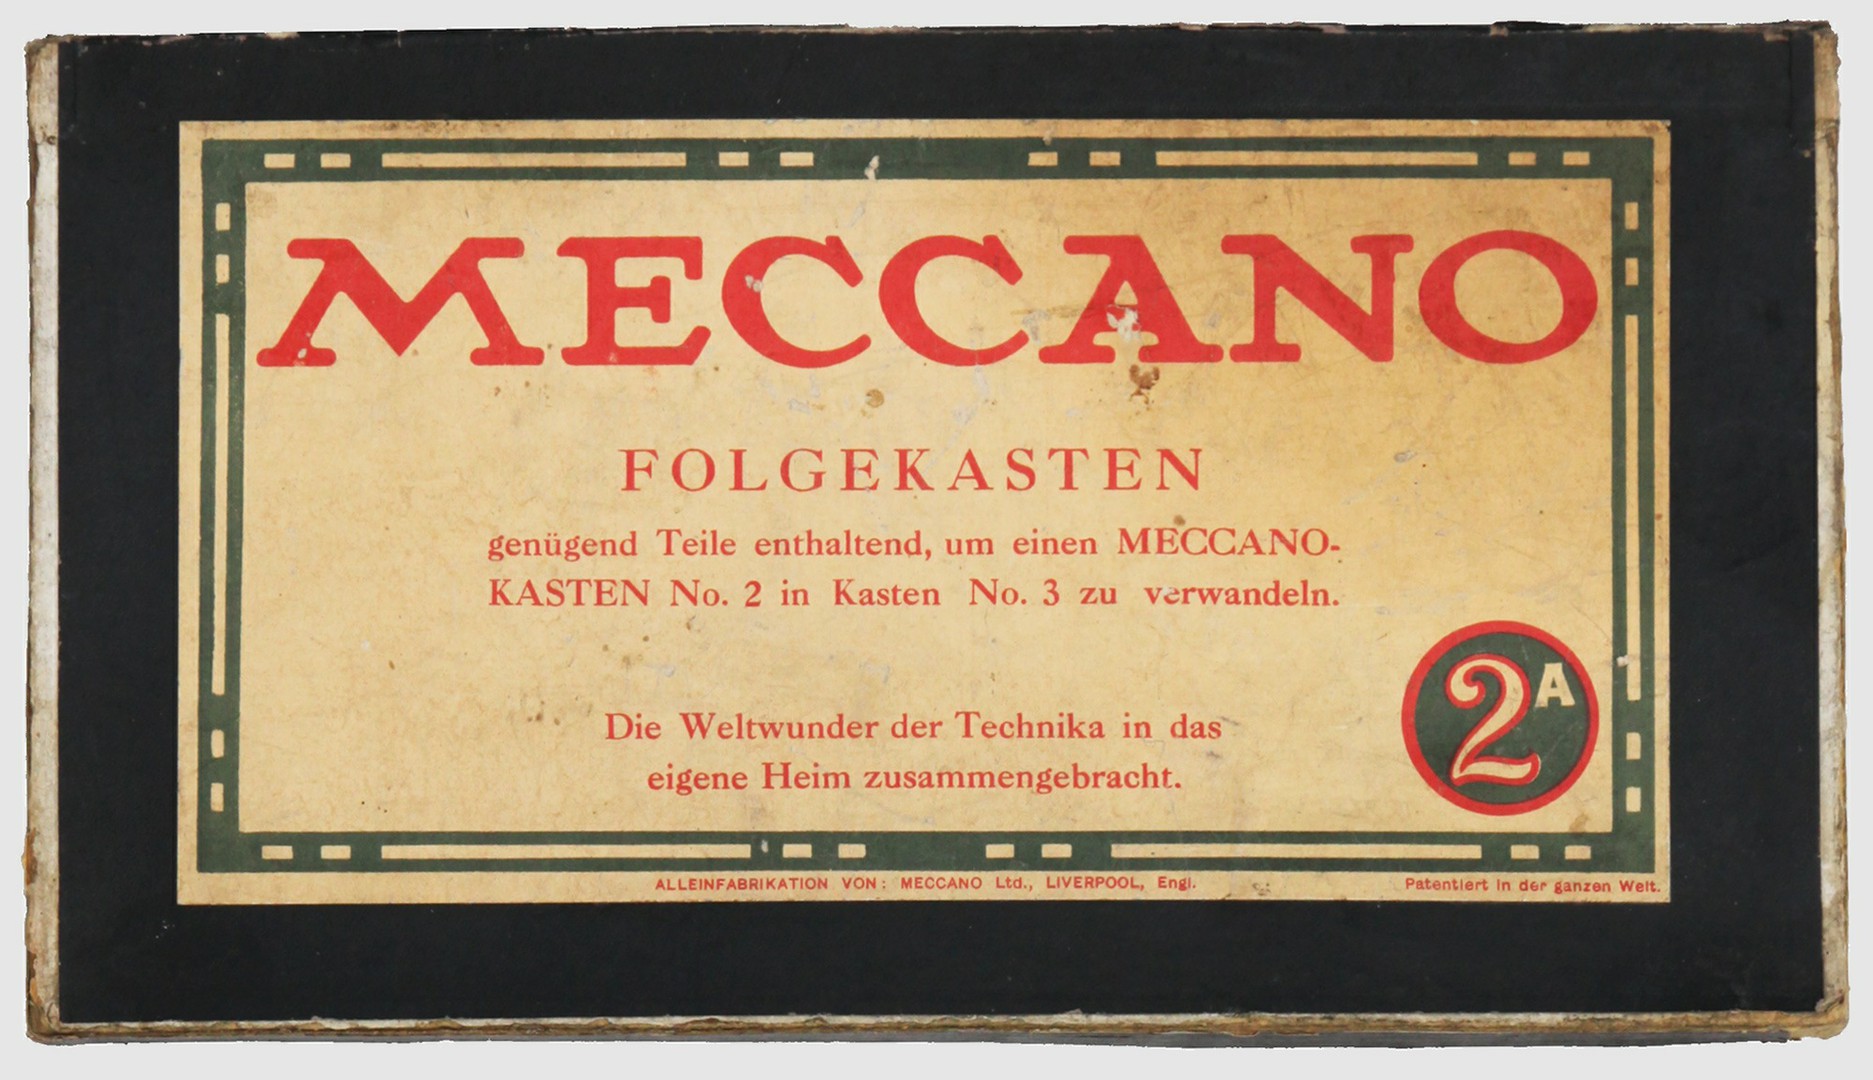 MECCANO
FOLGEKASTEN
genügend Teile enthaltend, um einen MECCANO-
KASTEN No. 2 in Kasten No. 3 zu verwandeln.
Die Weltwunder der Technika in das
eigene Heim zusammengebracht.
2A
ALLEINFABRIKATION VON: MECCANO Ltd., LIVERPOOL, Engl.
Patentiert in der ganzen Welt.